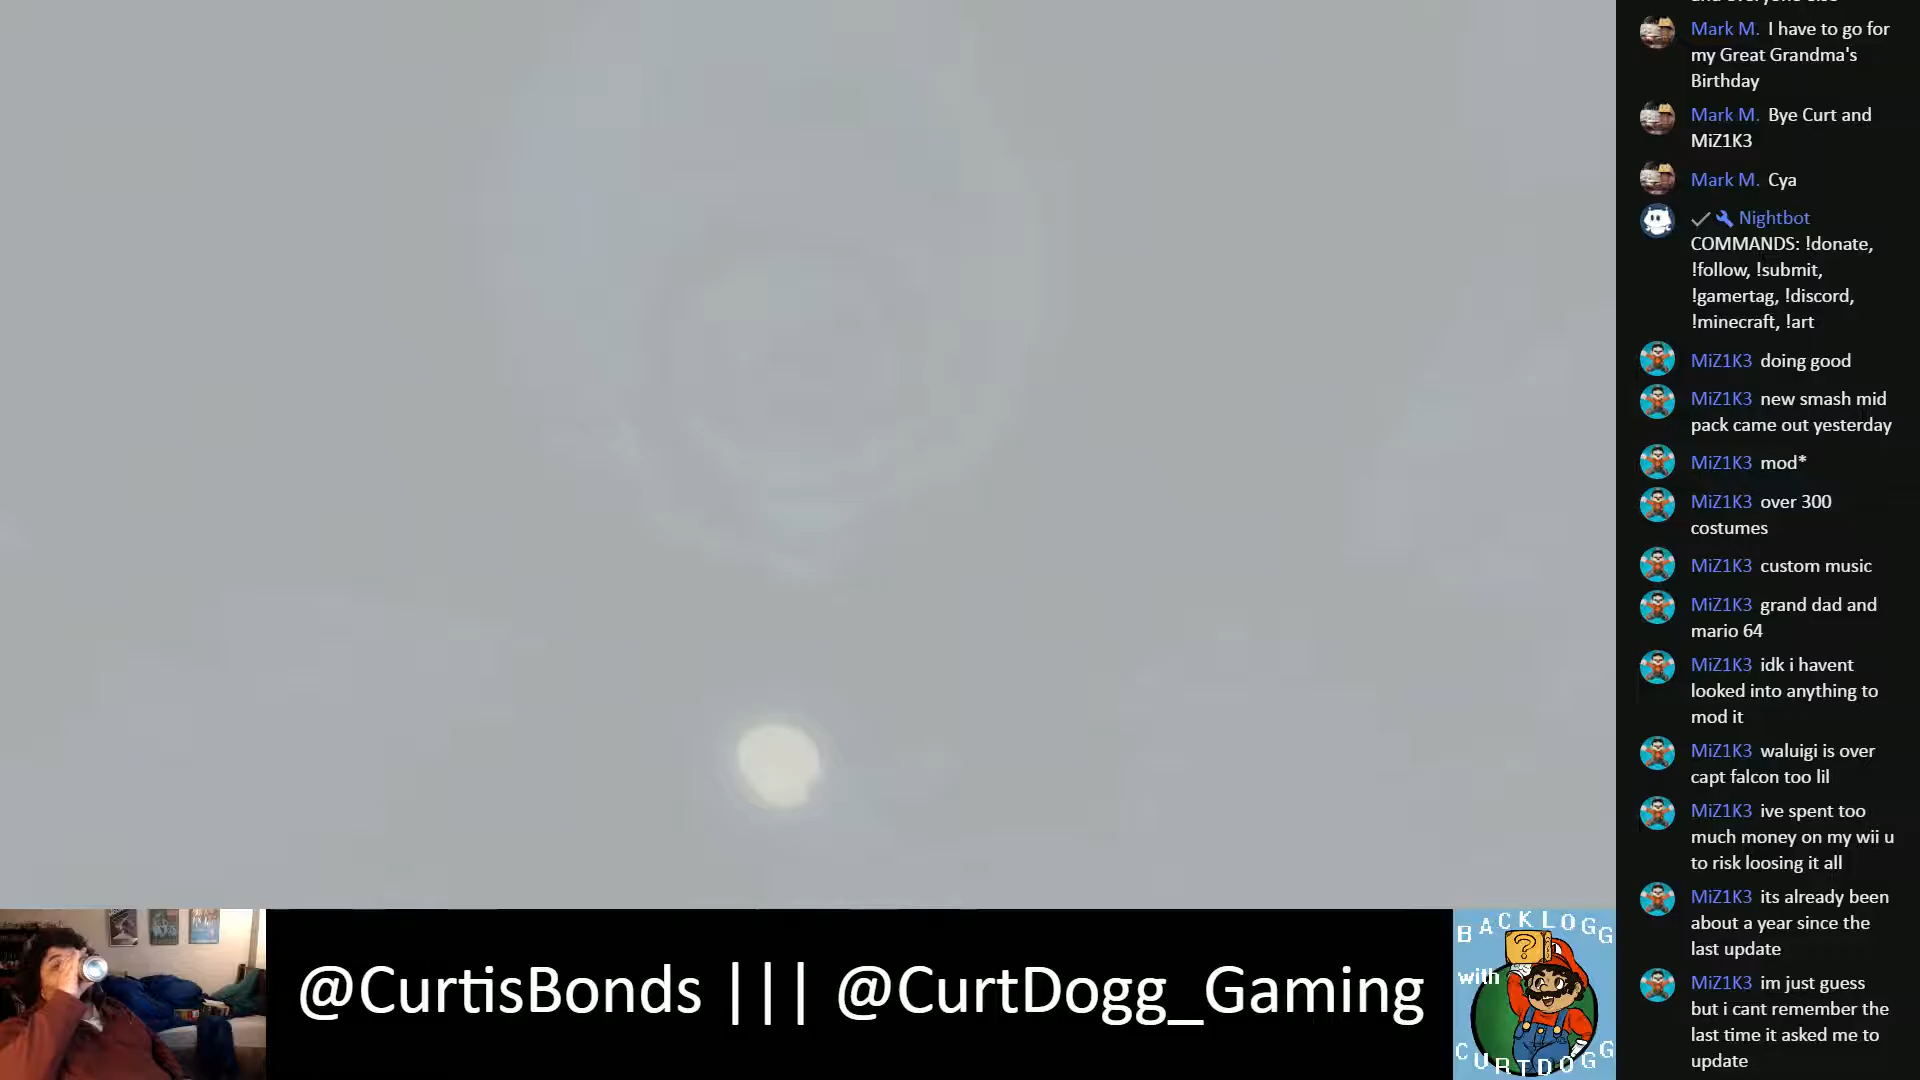 Mark M. I have to go for
my Great Grandma's
Birthday
Mark M. Bye Curt and
MiZ1K3
Mark M. Cya
Nightbot
COMMANDS: !donate,
!follow, !submit,
!gamertag, !discord,
!minecraft, !art
MiZ1K3 doing good
MiZ1K3 new smash mid
pack came out yesterday
MiZ1K3 mod*
MiZ1K3 over 300
costumes
MiZ1K3 custom music
MiZ1K3 grand dad and
mario 64
MiZ1K3 idk i havent
looked into anything to
mod it
MiZ1K3 waluigi is over
capt falcon too lil
MiZ1K3 ive spent too
much money on my wii u
to risk loosing it all
MiZ1K3 its already been
about a year since the
last update
MiZ1K3 im just guess
but i cant remember the
last time it asked me to
update
@CurtisBonds ||| @CurtDogg_Gaming
BACKLOGG
with
CURTDOGG